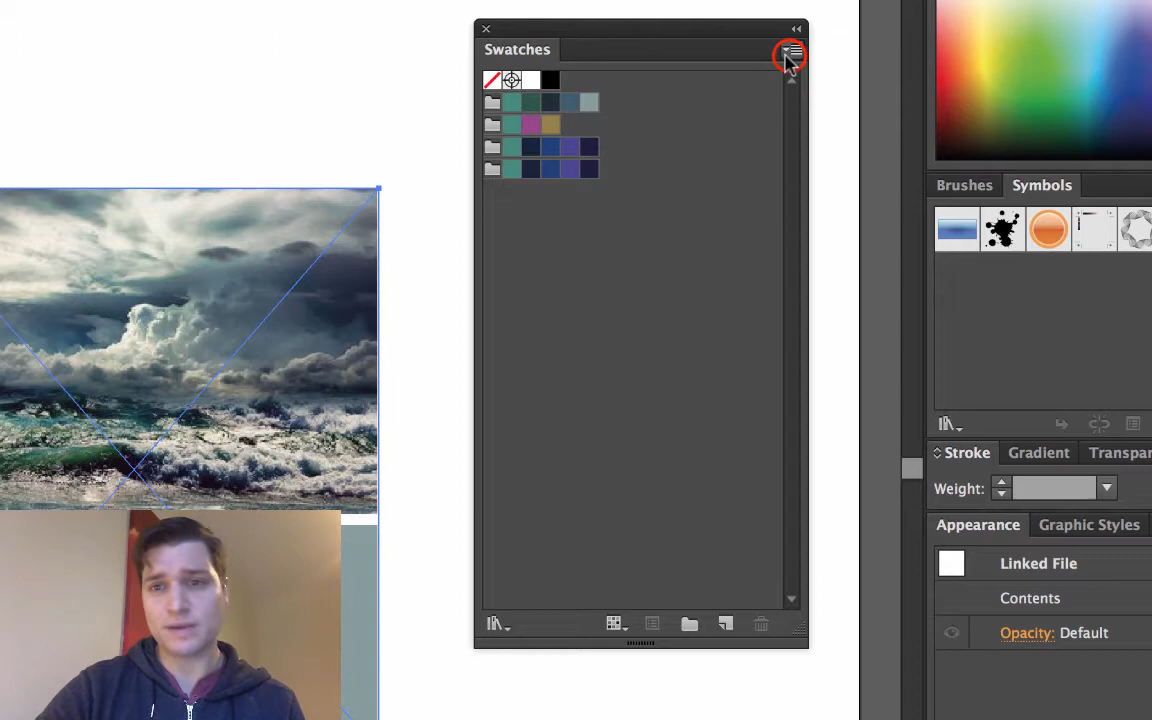 Swatches
Brushes
Symbols
Stroke
Gradient
Transpar
Weight:
Appearance
Graphic Styles
Linked File
Contents
Opacity: Default